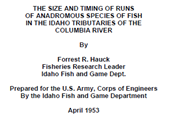 THE SIZE AND TIMING OF RUNS
OF ANADROMOUS SPECIES OF FISH
IN THE IDAHO TRIBUTARIES OF THE
COLUMBIA RIVER
By
Forrest R. Hauck
Fisheries Research Leader
Idaho Fish and Game Dept.
Prepared for the U.S. Army, Corps of Engineers
By the Idaho Fish and Game Department
April 1953